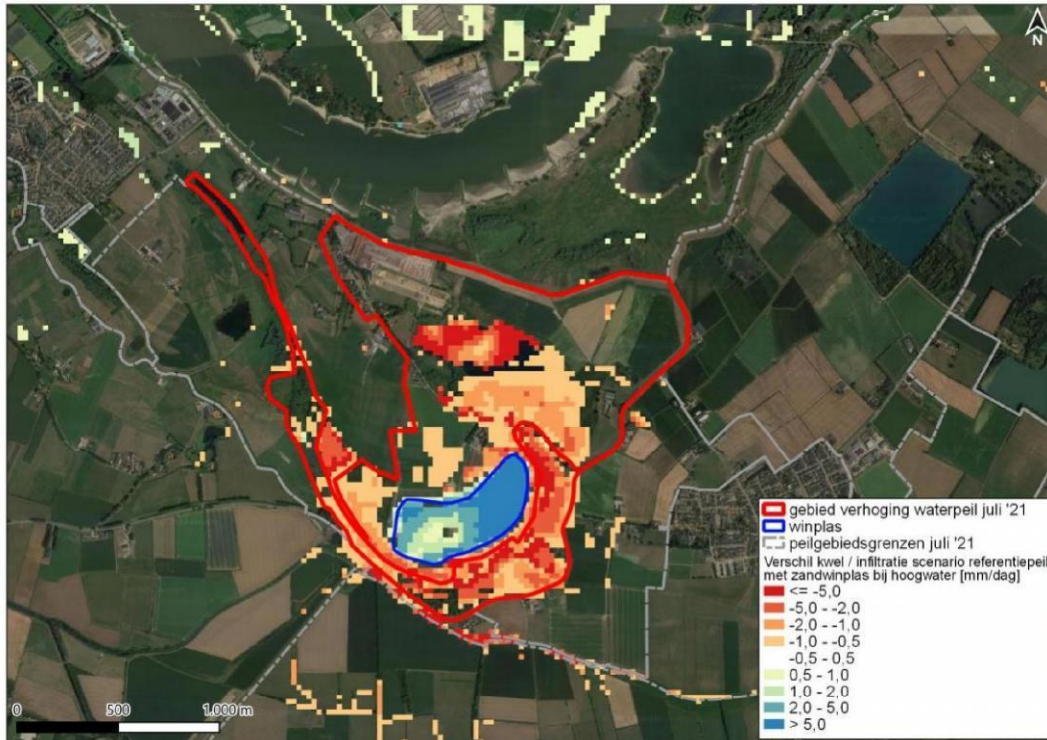 N
gebied verhoging waterpeil juli '21
winplas
peilgebiedsgrenzen juli '21
Verschil kwel / infiltratie scenario referentiepeil
met zandwinplas bij hoogwater [mm/dag]
<= -5,0
-5,0 - -2,0
-2,0 - -1,0
-1,0 - -0,5
-0,5 - 0,5
0,5 - 1,0
1,0 - 2,0
2,0 - 5,0
> 5,0
0 500 1.000 m